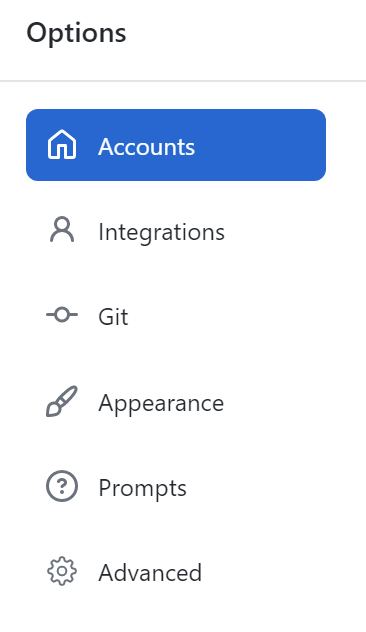 Options
Accounts
Integrations
Git
Appearance
Prompts
Advanced